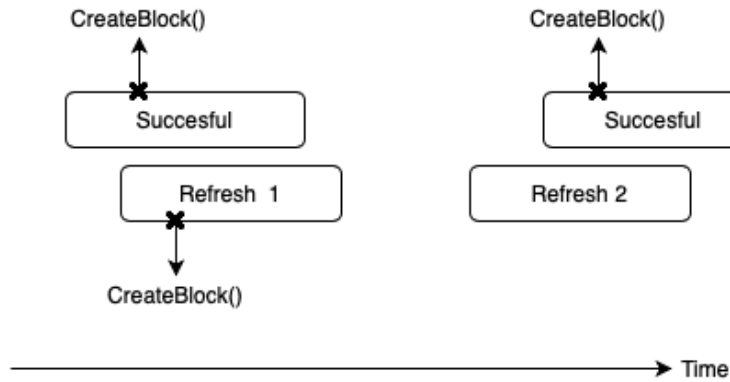 CreateBlock()
CreateBlock()
Succesful
Succesful
Refresh 1
Refresh 2
CreateBlock()
Time